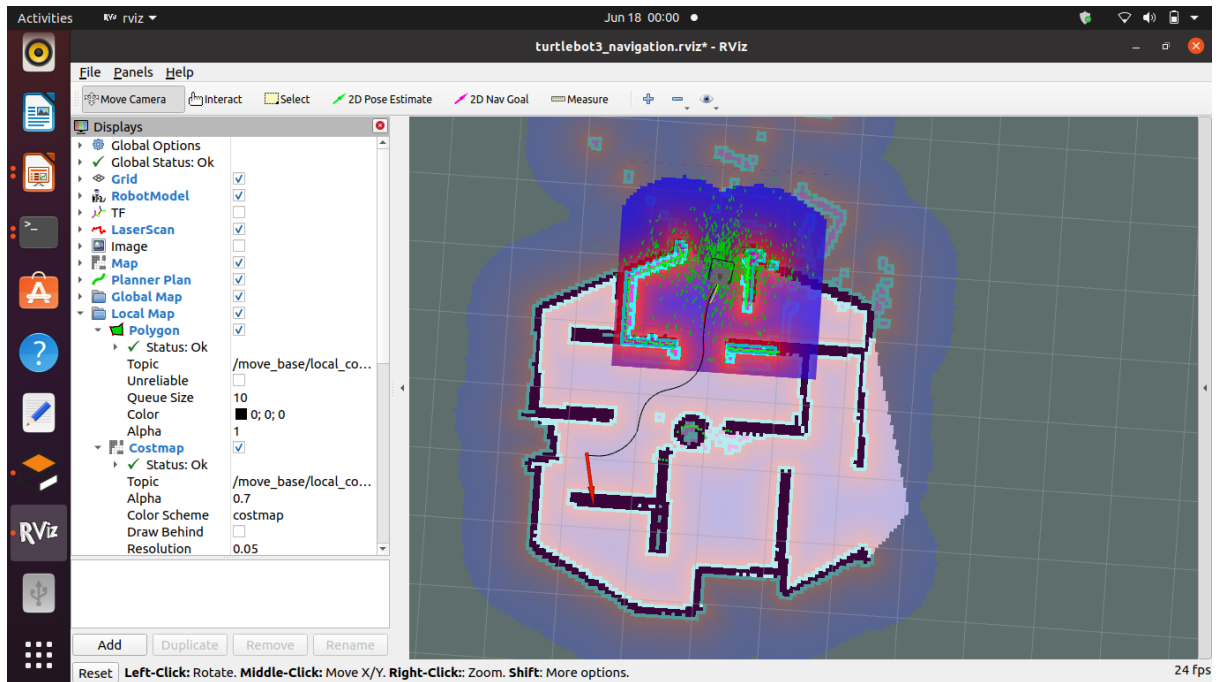 Activities
RViz rviz
Jun 18 00:00
turtlebot3_navigation.rviz* - RViz
File Panels Help
Move Camera Interact Select 2D Pose Estimate 2D Nav Goal Measure
Displays
Global Options
Global Status: Ok
Grid
RobotModel
TF
LaserScan
Image
Map
Planner Plan
Global Map
Local Map
Polygon
Status: Ok
Topic /move_base/local_co...
Unreliable
Queue Size 10
Color 0; 0; 0
Alpha 1
Costmap
Status: Ok
Topic /move_base/local_co...
Alpha 0.7
Color Scheme costmap
Draw Behind
Resolution 0.05
RViz
Add Duplicate Remove Rename
Reset Left-Click: Rotate. Middle-Click: Move X/Y. Right-Click:: Zoom. Shift: More options. 24 fps